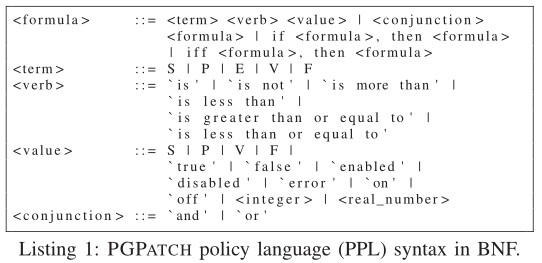 <formula> ::= <term> <verb> <value> | <conjunction>
<formula> | if <formula>, then <formula>
| iff <formula>, then <formula>
<term> ::= S | P | E | V | F
<verb> ::= `is' | `is not' | `is more than' |
`is less than' |
`is greater than or equal to' |
`is less than or equal to'
<value> ::= S | P | V | F |
`true' | `false' | `enabled' |
`disabled' | `error' | `on' |
`off' | <integer> | <real_number>
<conjunction> ::= `and' | `or'
Listing 1: PGPATCH policy language (PPL) syntax in BNF.